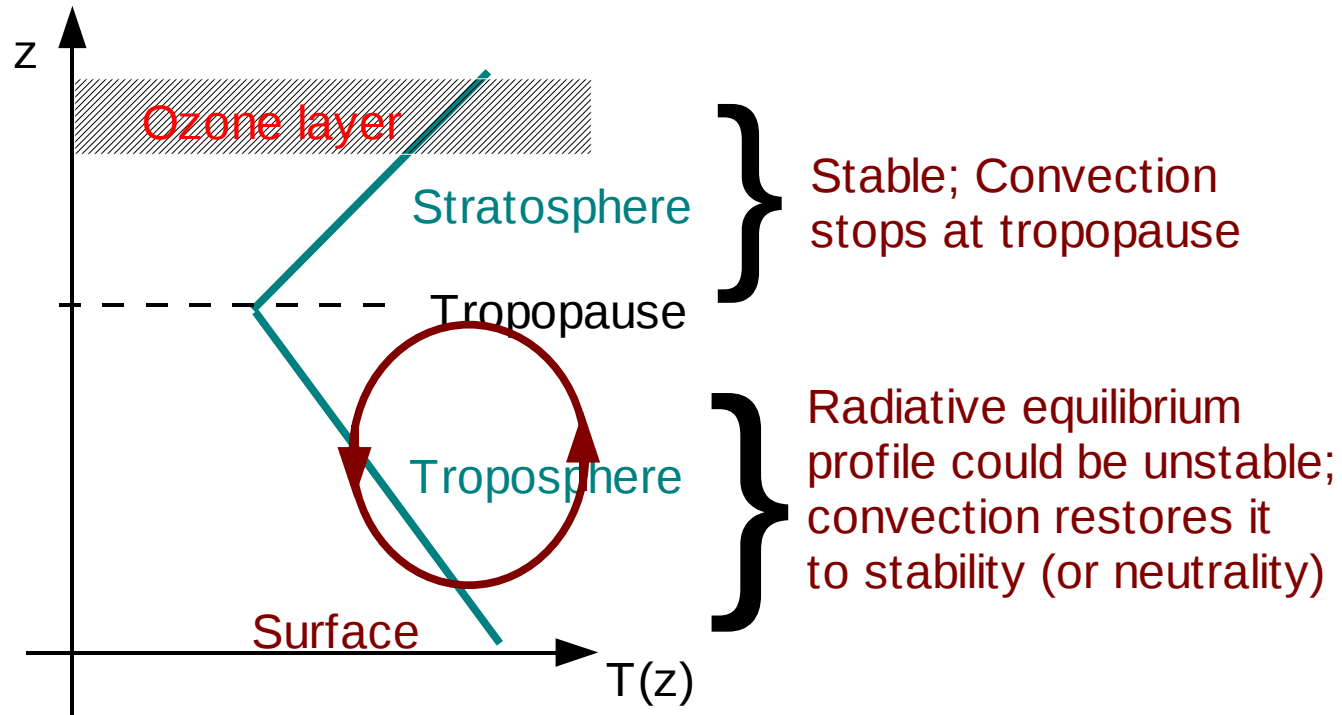 z
Ozone layer
Stratosphere
Stable; Convection
stops at tropopause
Tropopause
Troposphere
Radiative equilibrium
profile could be unstable;
convection restores it
to stability (or neutrality)
Surface
T(z)